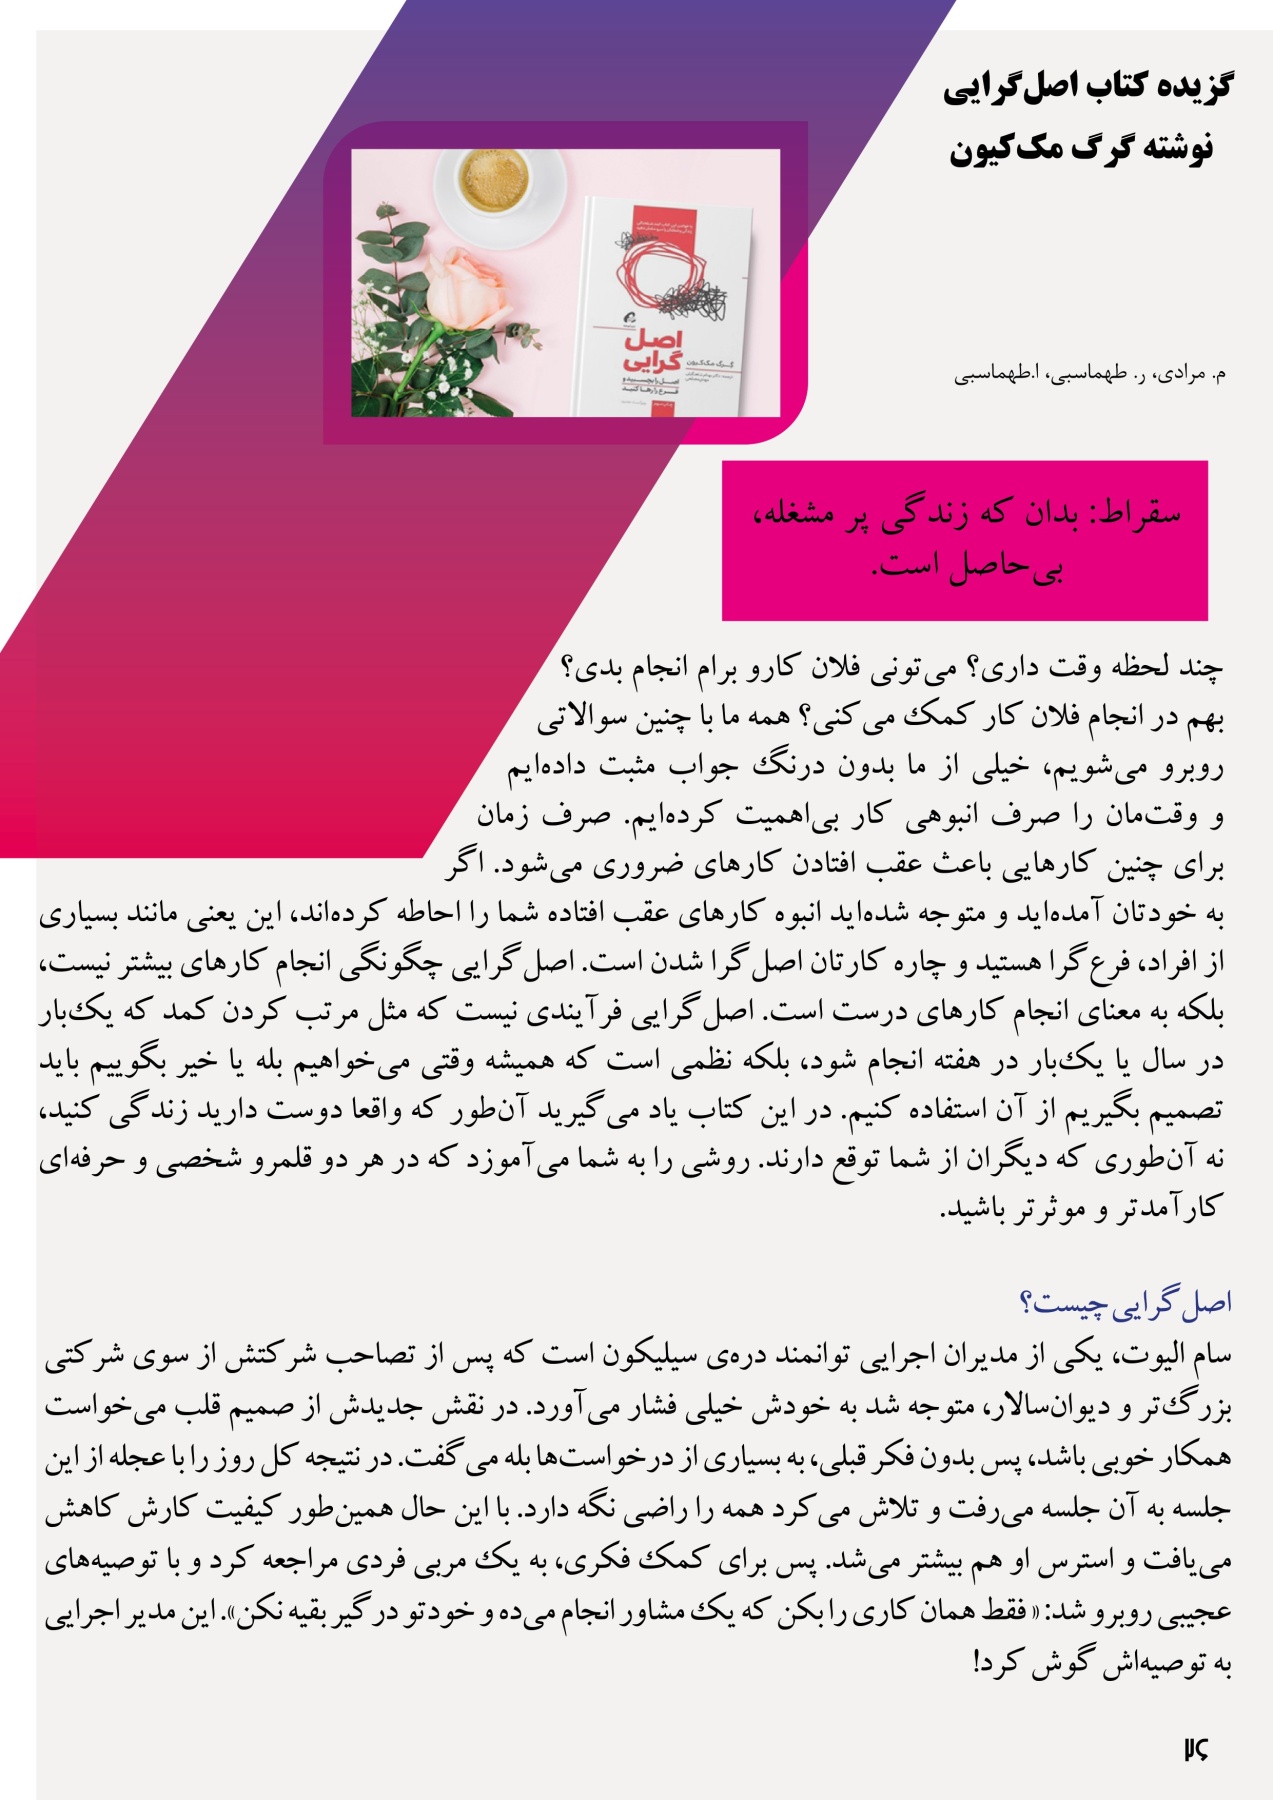 گزیده کتاب اصل‌گرایی
نوشته گرگ مک‌کیون
اصل
گرایی
گرگ مک‌کیون
اصل را بچسبید و
فرع را رها کنید
م. مرادی، ر. طهماسبی، ا.طهماسبی
سقراط: بدان که زندگی پر مشغله،
بی‌حاصل است.
چند لحظه وقت داری؟ می‌تونی فلان کارو برام انجام بدی؟
بهم در انجام فلان کار کمک می‌کنی؟ همه ما با چنین سوالاتی
روبرو می‌شویم، خیلی از ما بدون درنگ جواب مثبت داده‌ایم
و وقت‌مان را صرف انبوهی کار بی‌اهمیت کرده‌ایم. صرف زمان
برای چنین کارهایی باعث عقب افتادن کارهای ضروری می‌شود. اگر
به خودتان آمده‌اید و متوجه شده‌اید انبوه کارهای عقب افتاده شما را احاطه کرده‌اند، این یعنی مانند بسیاری
از افراد، فرع‌گرا هستید و چاره کارتان اصل‌گرا شدن است. اصل‌گرایی چگونگی انجام کارهای بیشتر نیست،
بلکه به معنای انجام کارهای درست است. اصل‌گرایی فرآیندی نیست که مثل مرتب کردن کمد که یک‌بار
در سال یا یک‌بار در هفته انجام شود، بلکه نظمی است که همیشه وقتی می‌خواهیم بله یا خیر بگوییم باید
تصمیم بگیریم از آن استفاده کنیم. در این کتاب یاد می‌گیرید آن‌طور که واقعا دوست دارید زندگی کنید،
نه آن‌طوری که دیگران از شما توقع دارند. روشی را به شما می‌آموزد که در هر دو قلمرو شخصی و حرفه‌ای
کارآمدتر و موثرتر باشید.
اصل‌گرایی چیست؟
سام الیوت، یکی از مدیران اجرایی توانمند دره‌ی سیلیکون است که پس از تصاحب شرکتش از سوی شرکتی
بزرگ‌تر و دیوان‌سالار، متوجه شد به خودش خیلی فشار می‌آورد. در نقش جدیدش از صمیم قلب می‌خواست
همکار خوبی باشد، پس بدون فکر قبلی، به بسیاری از درخواست‌ها بله می‌گفت. در نتیجه کل روز را با عجله از این
جلسه به آن جلسه می‌رفت و تلاش می‌کرد همه را راضی نگه دارد. با این حال همین‌طور کیفیت کارش کاهش
می‌یافت و استرس او هم بیشتر می‌شد. پس برای کمک فکری، به یک مربی فردی مراجعه کرد و با توصیه‌های
عجیبی روبرو شد: «فقط همان کاری را بکن که یک مشاور انجام می‌ده و خودتو درگیر بقیه نکن». این مدیر اجرایی
به توصیه‌اش گوش کرد!